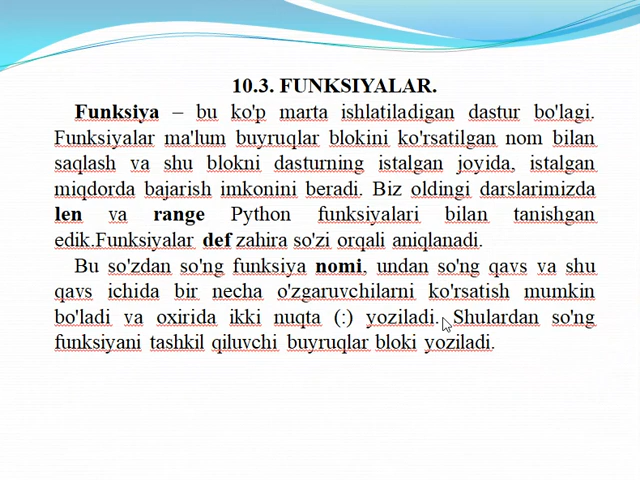 10.3. FUNKSIYALAR.
Funksiya – bu ko'p marta ishlatiladigan dastur bo'lagi.
Funksiyalar ma'lum buyruqlar blokini ko'rsatilgan nom bilan
saqlash va shu blokni dasturning istalgan joyida, istalgan
miqdorda bajarish imkonini beradi. Biz oldingi darslarimizda
len va range Python funksiyalari bilan tanishgan
edik.Funksiyalar def zahira so'zi orqali aniqlanadi.
Bu so'zdan so'ng funksiya nomi, undan so'ng qavs va shu
qavs ichida bir necha o'zgaruvchilarni ko'rsatish mumkin
bo'ladi va oxirida ikki nuqta (:) yoziladi. Shulardan so'ng
funksiyani tashkil qiluvchi buyruqlar bloki yoziladi.